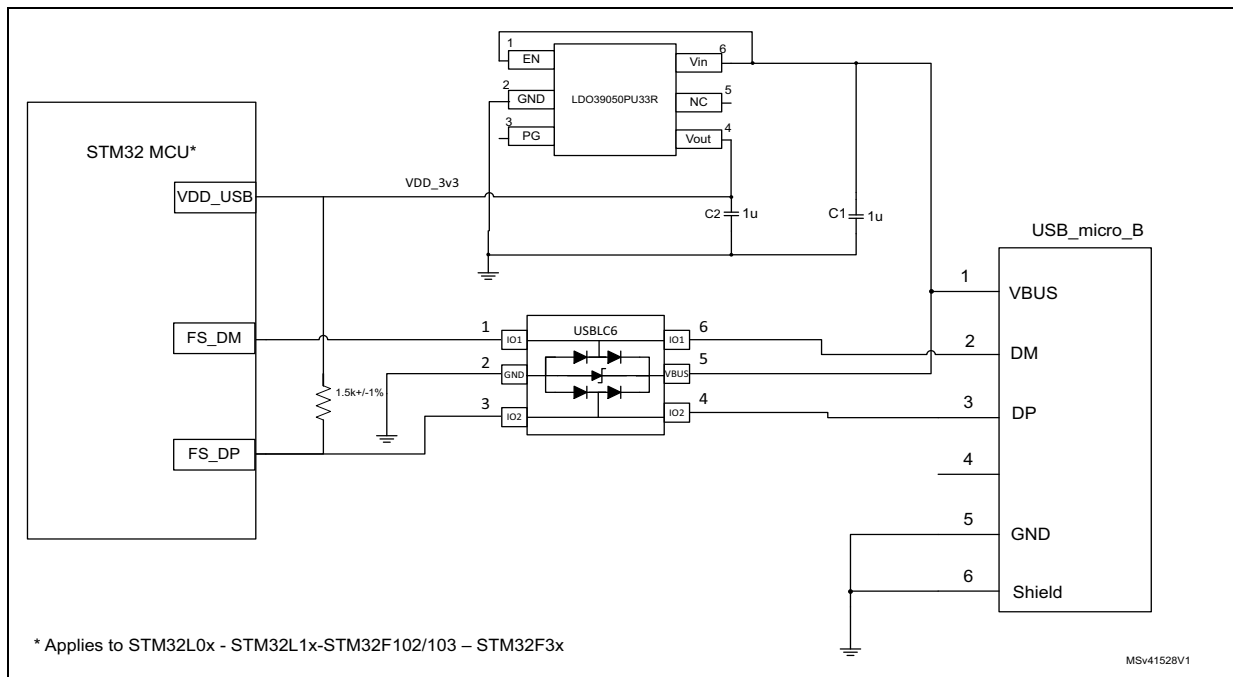 1
EN
2
GND
3
PG
LDO39050PU33R
6
Vin
5
NC
4
Vout
STM32 MCU*
VDD_USB
VDD_3v3
C2
1u
C1
1u
USB_micro_B
1
VBUS
2
DM
3
DP
4
5
GND
6
Shield
FS_DM
1.5k+/-1%
FS_DP
USBLC6
1
IO1
2
GND
3
IO2
6
IO1
5
VBUS
4
IO2
* Applies to STM32L0x - STM32L1x-STM32F102/103 – STM32F3x
MSv41528V1